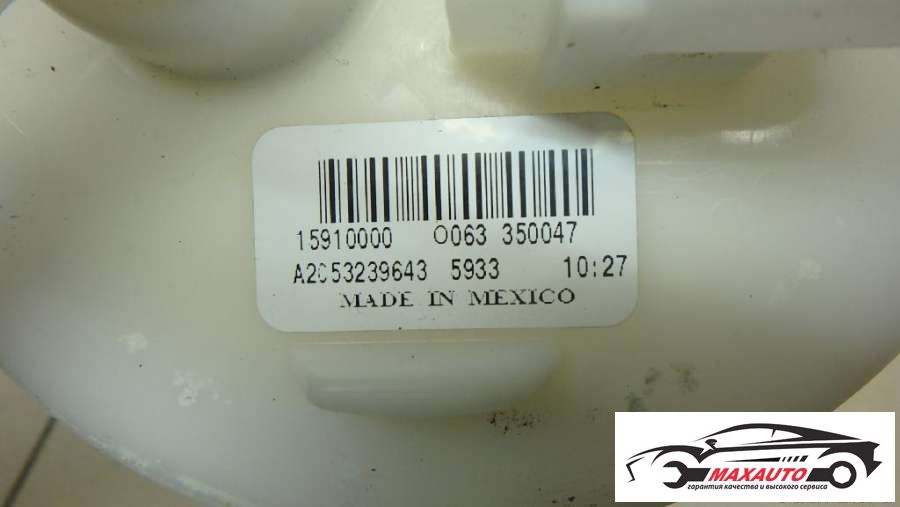 15910000 0063 350047
A2C53239643 5933 10:27
MADE IN MEXICO
MAXAUTO
гарантия качества и высокого сервиса